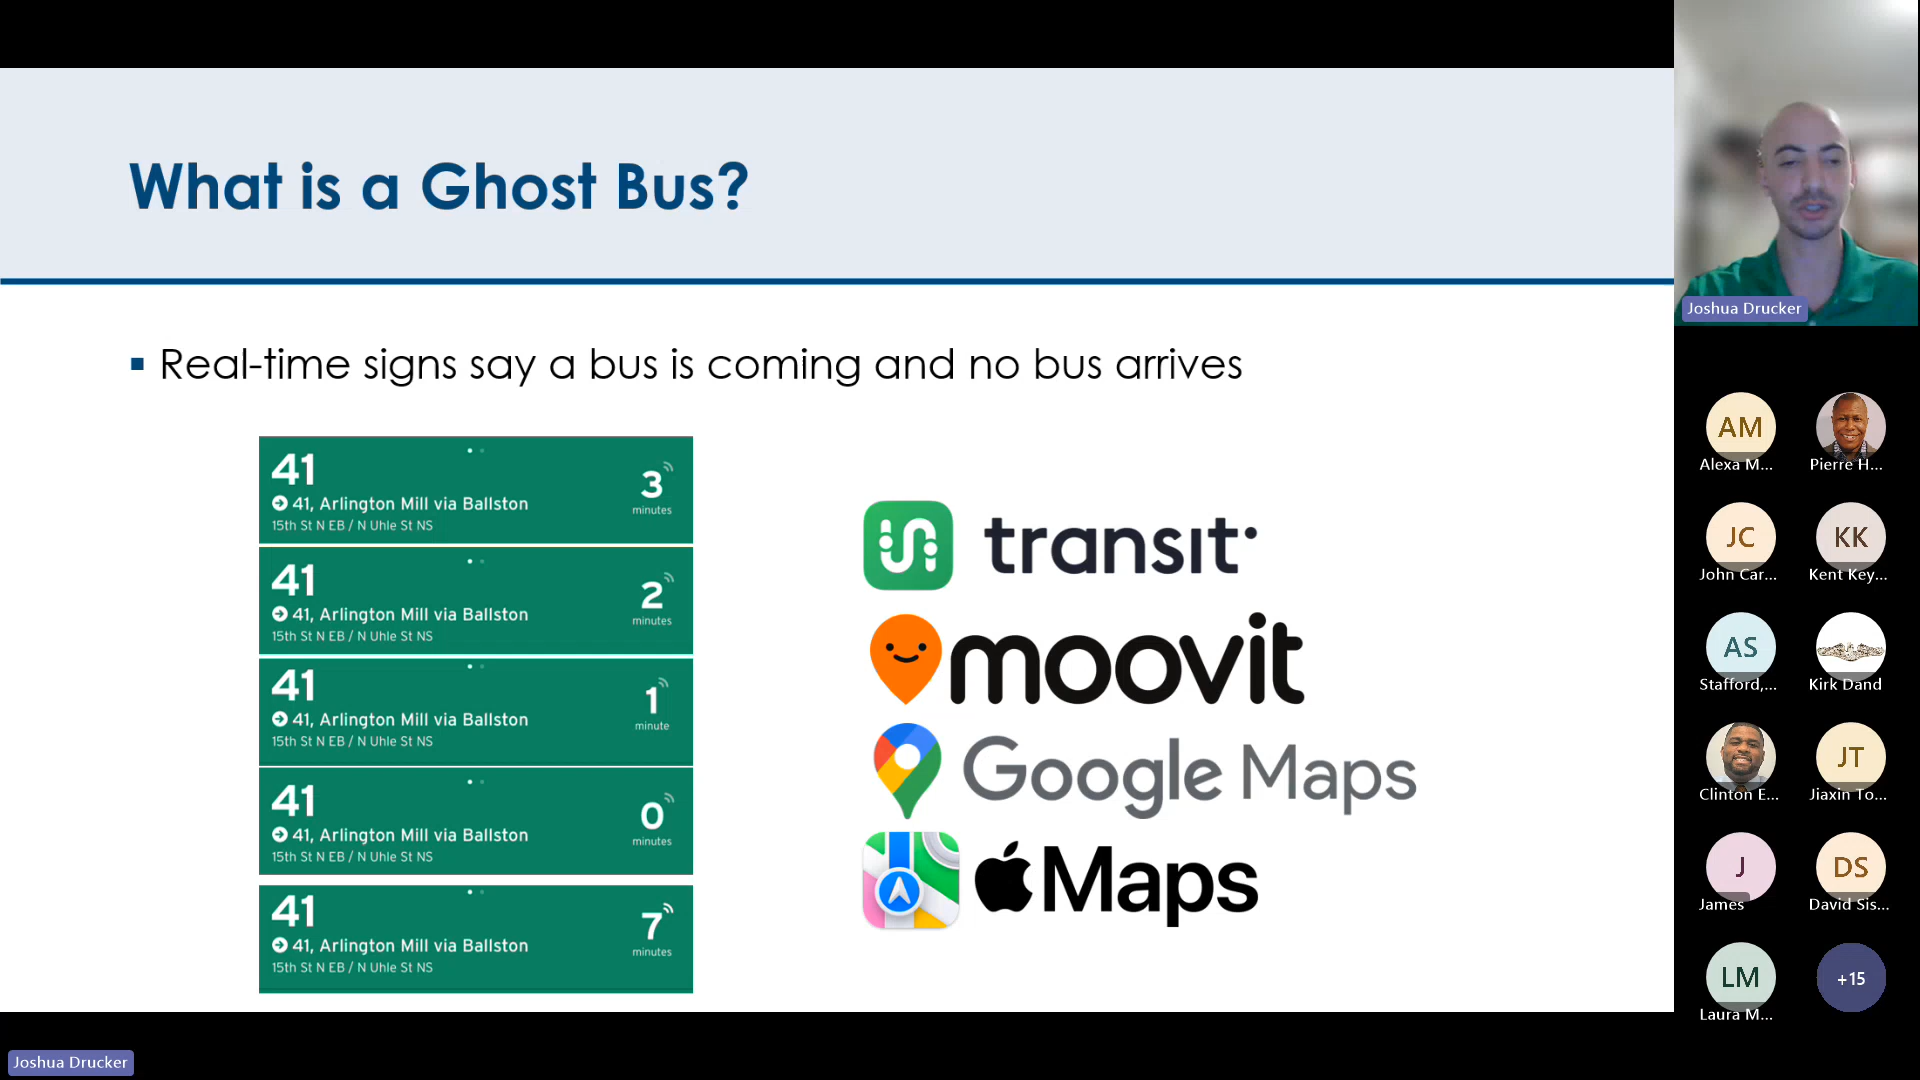 What is a Ghost Bus?
Real-time signs say a bus is coming and no bus arrives
41
41, Arlington Mill via Ballston
15th St N EB / N Uhle St NS
3
minutes
41
41, Arlington Mill via Ballston
15th St N EB / N Uhle St NS
2
minutes
41
41, Arlington Mill via Ballston
15th St N EB / N Uhle St NS
1
minute
41
41, Arlington Mill via Ballston
15th St N EB / N Uhle St NS
0
minutes
41
41, Arlington Mill via Ballston
15th St N EB / N Uhle St NS
7
minutes
transit
moovit
Google Maps
Maps
Joshua Drucker
AM
Alexa M...
Pierre H...
JC
John Car...
KK
Kent Key...
AS
Stafford,...
Kirk Dand
Clinton E...
JT
Jiaxin To...
J
James
DS
David Sis...
LM
Laura M...
+15
Joshua Drucker